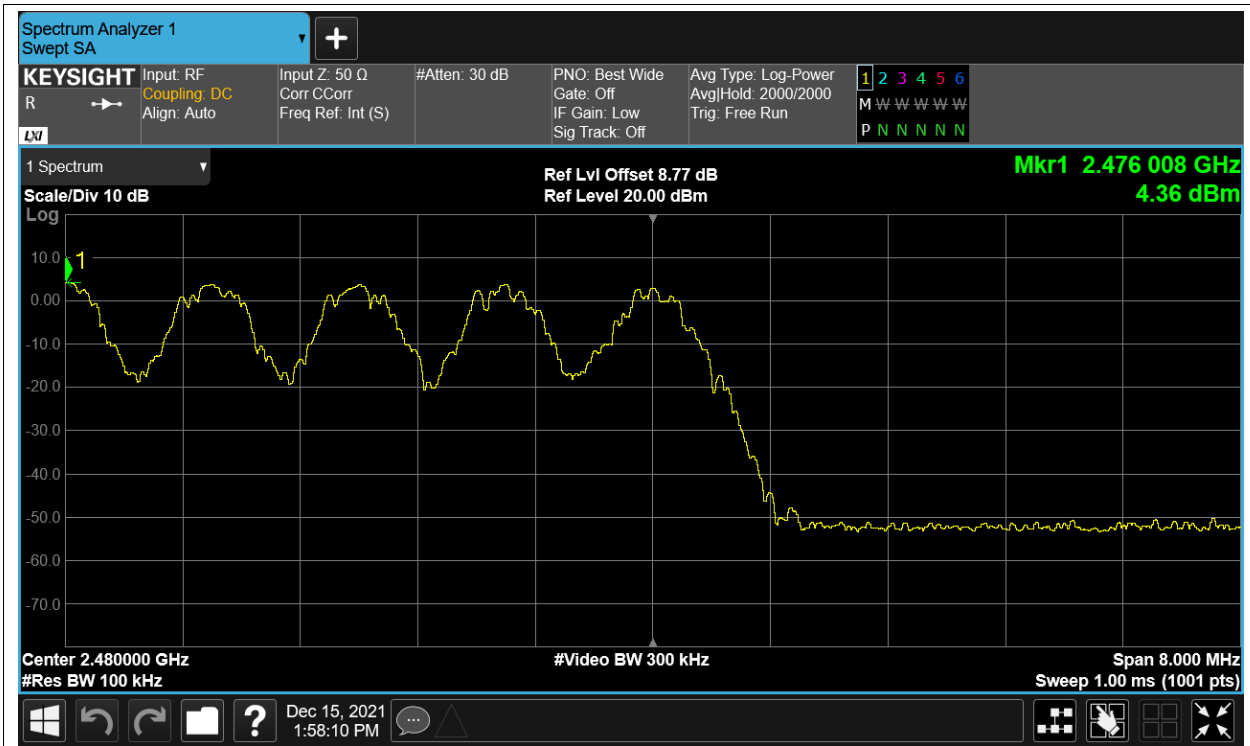 Spectrum Analyzer 1
Swept SA
KEYSIGHT
R
LXI
Input: RF
Coupling: DC
Align: Auto
Input Z: 50 Ω
Corr CCorr
Freq Ref: Int (S)
#Atten: 30 dB
PNO: Best Wide
Gate: Off
IF Gain: Low
Sig Track: Off
Avg Type: Log-Power
Avg|Hold: 2000/2000
Trig: Free Run
1 2 3 4 5 6
M W W W W W W
P N N N N N N
1 Spectrum
Scale/Div 10 dB
Log
Ref Lvl Offset 8.77 dB
Ref Level 20.00 dBm
Mkr1 2.476 008 GHz
4.36 dBm
1
10.0
0.00
-10.0
-20.0
-30.0
-40.0
-50.0
-60.0
-70.0
Center 2.480000 GHz
#Res BW 100 kHz
#Video BW 300 kHz
Span 8.000 MHz
Sweep 1.00 ms (1001 pts)
?
Dec 15, 2021
1:58:10 PM